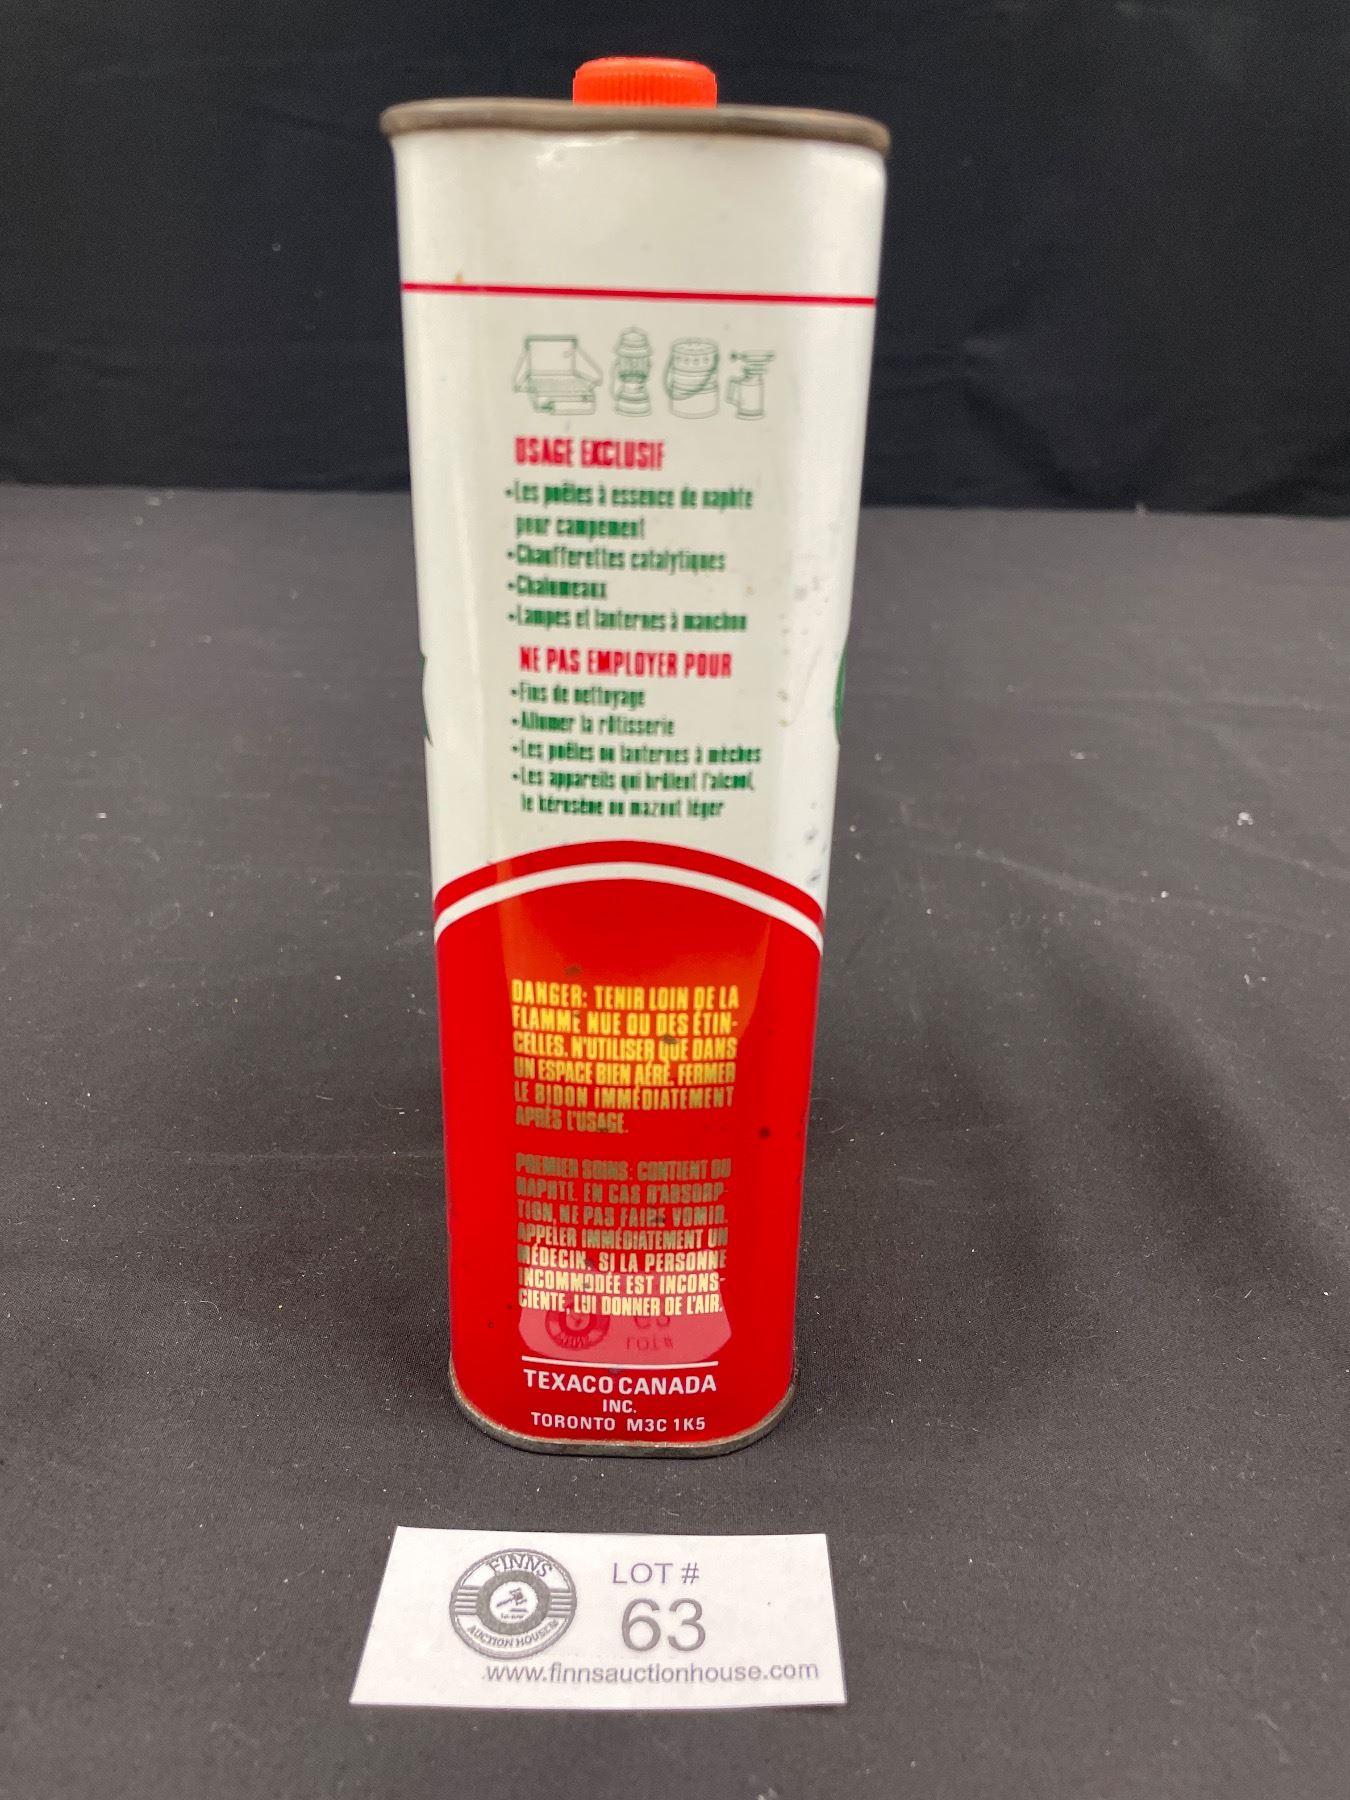 USAGE EXCLUSIF
•Les poêles à essence de naphte
pour campement
•Chaufferettes catalytiques
•Chalumeaux
•Lampes et lanternes à manchon
NE PAS EMPLOYER POUR
•Fins de nettoyage
•Allumer la rôtisserie
•Les poêles ou lanternes à mèches
•Les appareils qui brûlent l'alcool,
le kérosène ou mazout léger
DANGER: TENIR LOIN DE LA
FLAMME NUE OU DES ÉTIN-
CELLES. N'UTILISER QUE DANS
UN ESPACE BIEN AÉRÉ. FERMER
LE BIDON IMMÉDIATEMENT
APRÈS L'USAGE.
PREMIER SOINS: CONTIENT DU
NAPHTE. EN CAS D'ABSORP-
TION, NE PAS FAIRE VOMIR.
APPELER IMMÉDIATEMENT UN
MÉDECIN. SI LA PERSONNE
INCOMMODÉE EST INCONS-
CIENTE, LUI DONNER DE L'AIR.
TEXACO CANADA
INC.
TORONTO M3C 1K5
FINNS
AUCTION HOUSE
LOT #
63
www.finnsauctionhouse.com